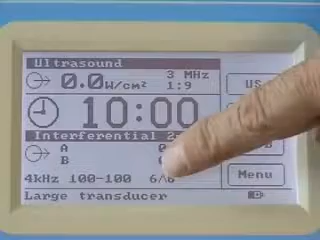 Ultrasound
0.0 W/cm² 3 MHz 1:9
US
10:00
Interferential
A
B
4kHz 100-100 6/6
Menu
Large transducer